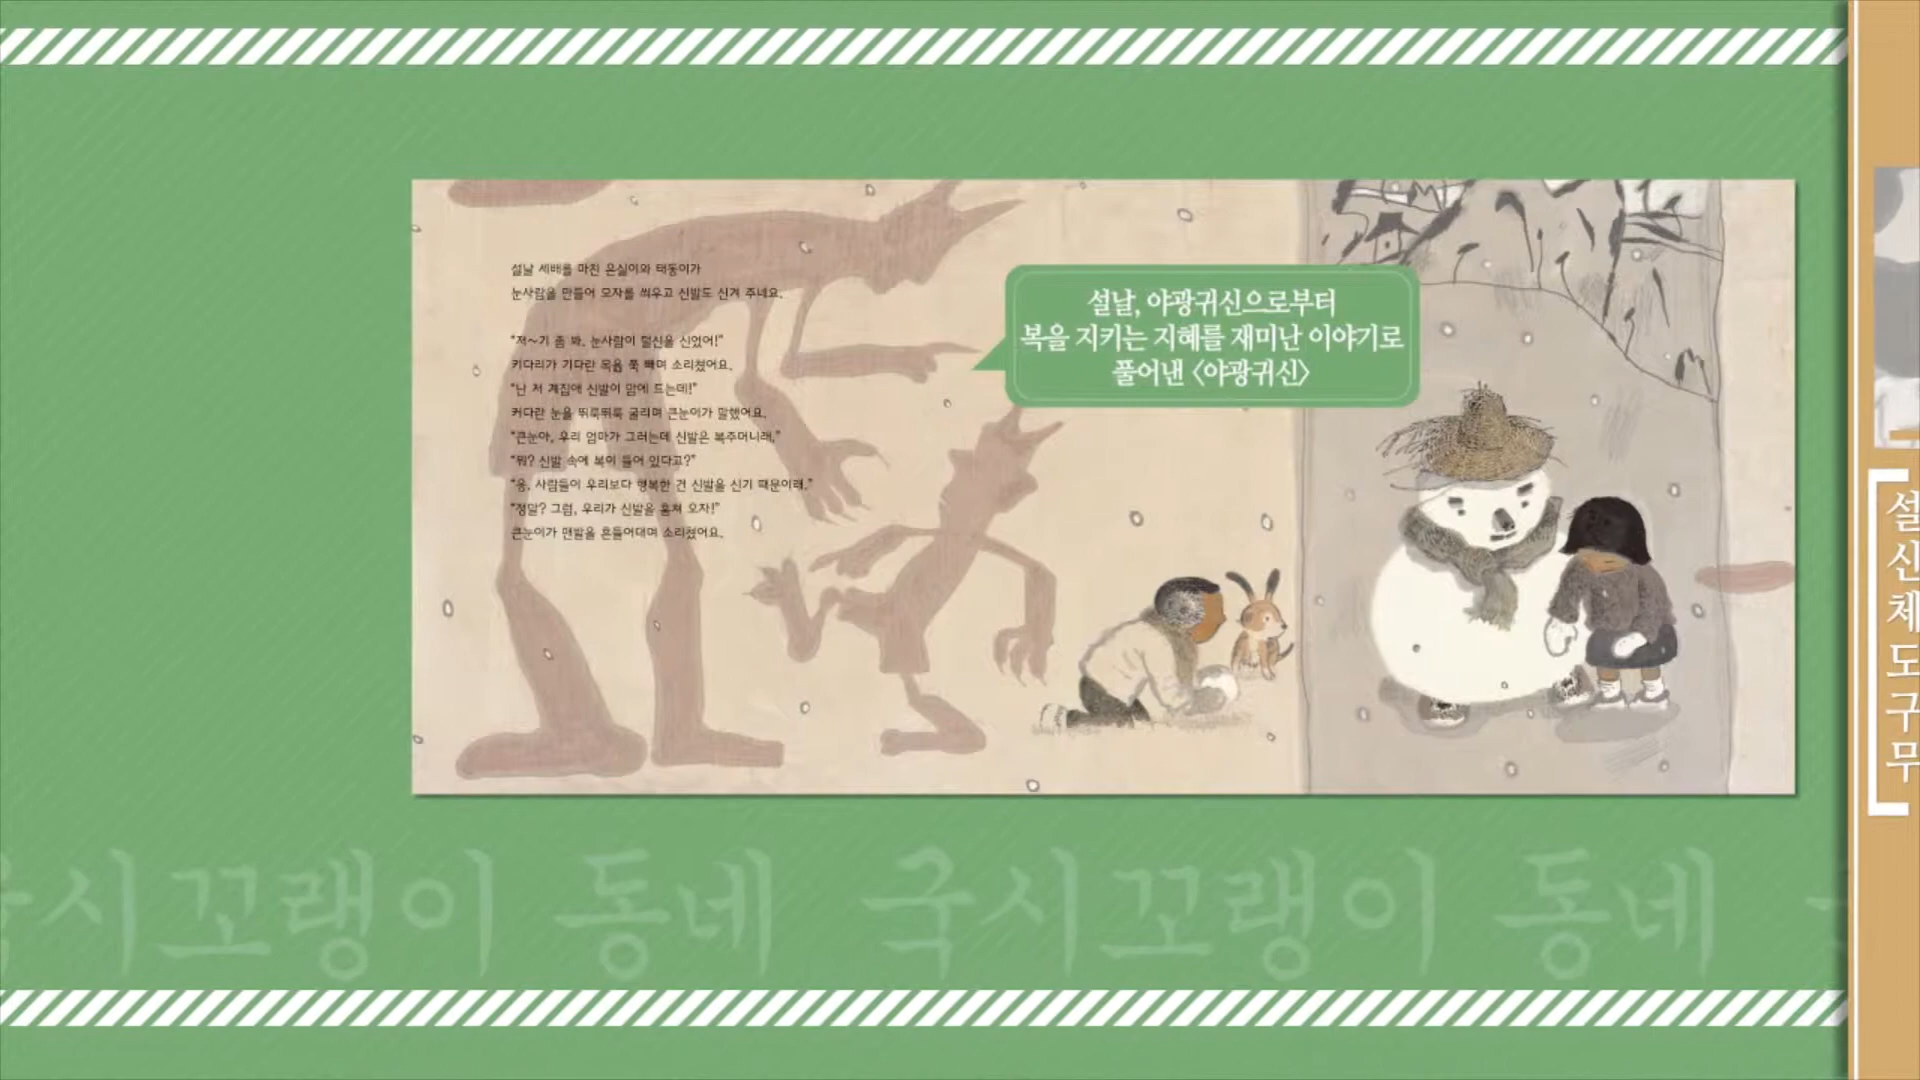 설날 세배를 마친 은실이와 태동이가
눈사람을 만들어 모자를 씌우고 신발도 신겨 주네요.
“저~기 좀 봐. 눈사람이 털신을 신었어!”
키다리가 기다란 목을 쭉 빼며 소리쳤어요.
“난 저 계집애 신발이 맘에 드는데!”
커다란 눈을 뒤룩뒤룩 굴리며 큰눈이가 말했어요.
“큰눈아, 우리 엄마가 그러는데 신발은 복주머니래.”
“뭐? 신발 속에 복이 들어 있다고?”
“응. 사람들이 우리보다 행복한 건 신발을 신기 때문이래.”
“정말? 그럼, 우리가 신발을 훔쳐 오자!”
큰눈이가 맨발을 흔들어대며 소리쳤어요.
설날, 야광귀신으로부터
복을 지키는 지혜를 재미난 이야기로
풀어낸 <야광귀신>
시꼬랭이 동네 국시꼬랭이 동네
설
신
체
도
구
무